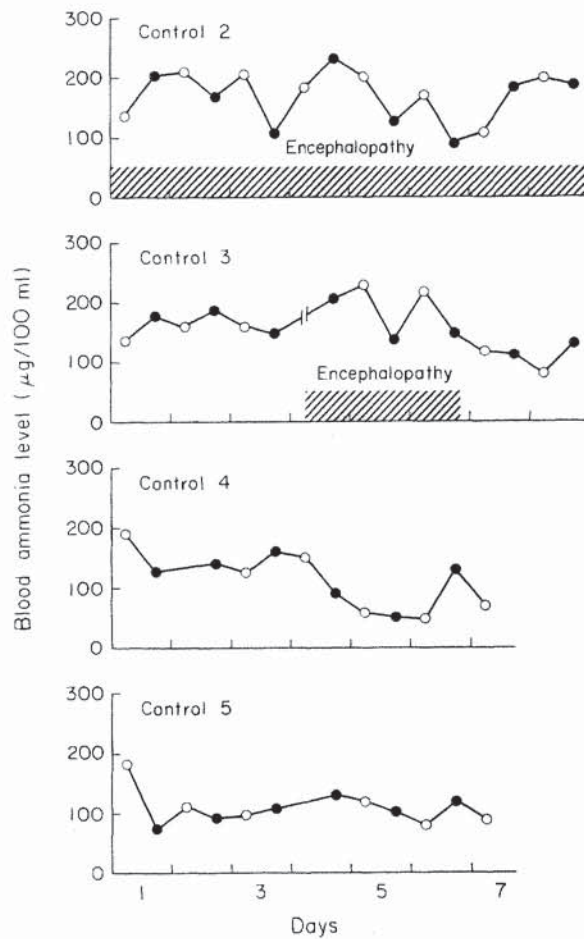 300
Control 2
200
100
Encephalopathy
0
300
Control 3
200
100
Encephalopathy
0
Blood ammonia level (μg/100 ml)
300
Control 4
200
100
0
300
Control 5
200
100
0
1 3 5 7
Days